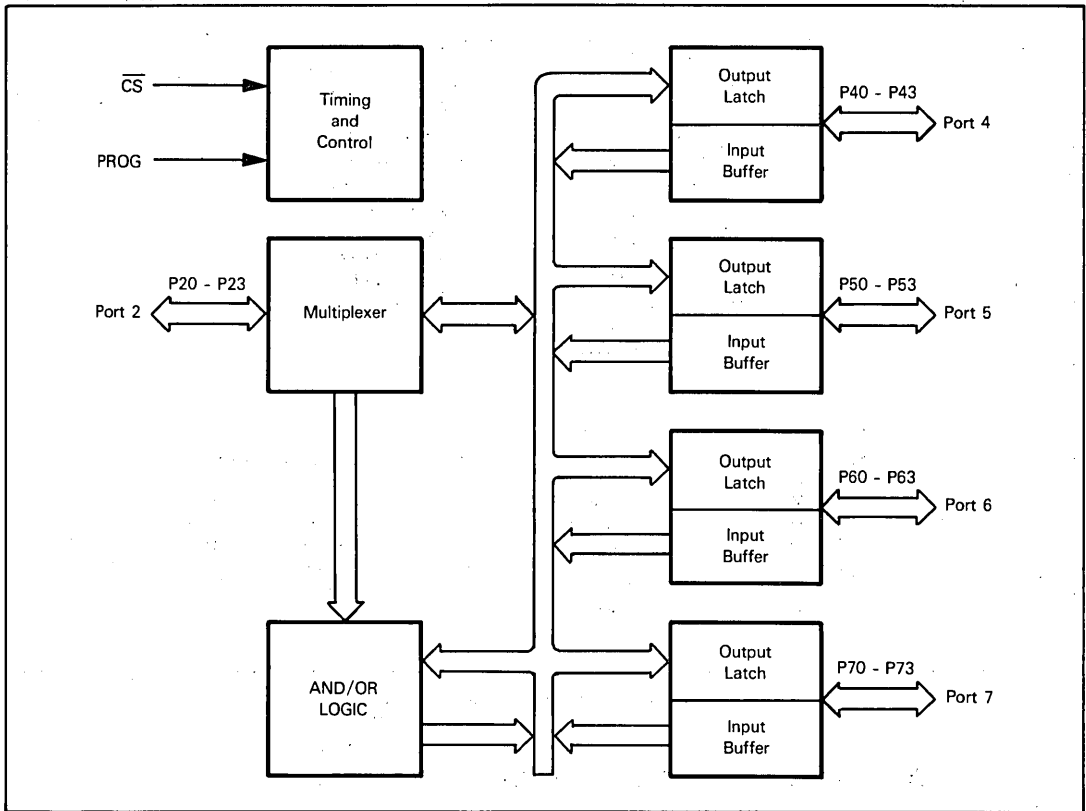 C̅S̅
PROG
Timing
and
Control
Port 2
P20 - P23
Multiplexer
AND/OR
LOGIC
Output
Latch
Input
Buffer
P40 - P43
Port 4
Output
Latch
Input
Buffer
P50 - P53
Port 5
Output
Latch
Input
Buffer
P60 - P63
Port 6
Output
Latch
Input
Buffer
P70 - P73
Port 7